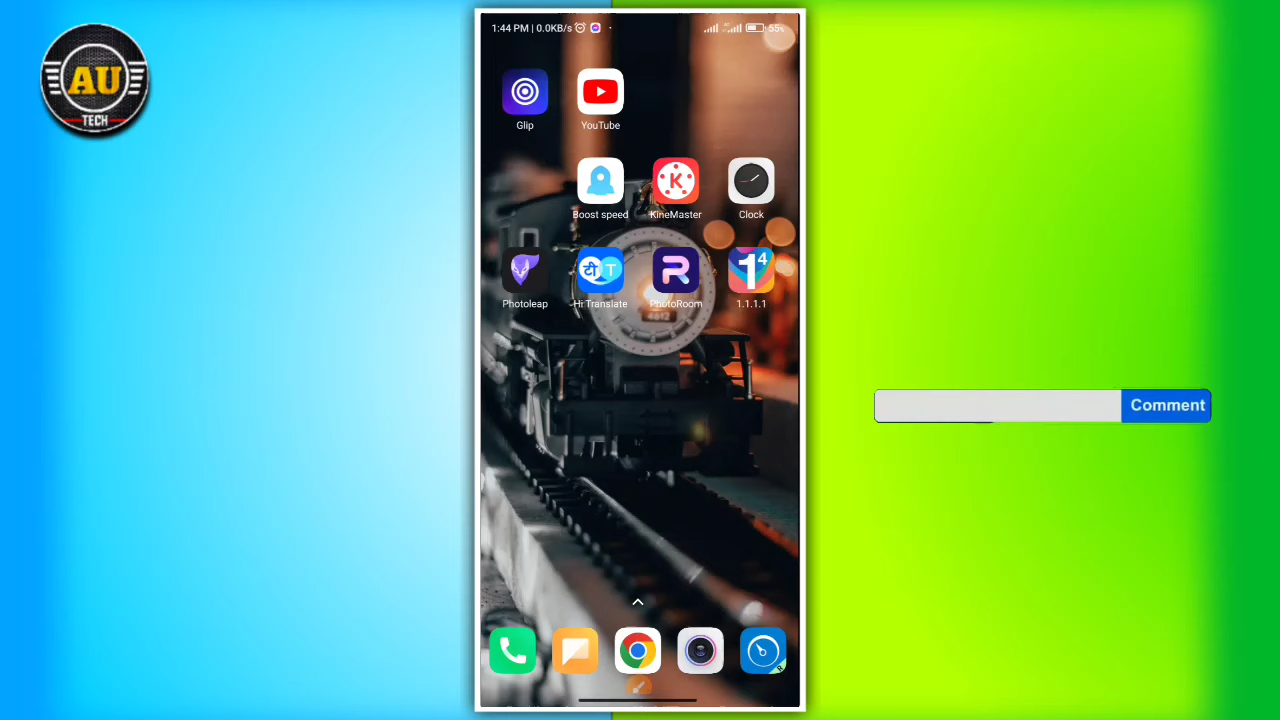 AU
TECH
1:44 PM | 0.0KB/s
55%
Glip
YouTube
Boost speed
KineMaster
Clock
Photoleap
Hi Translate
PhotoRoom
1.1.1.1
4612
Comment